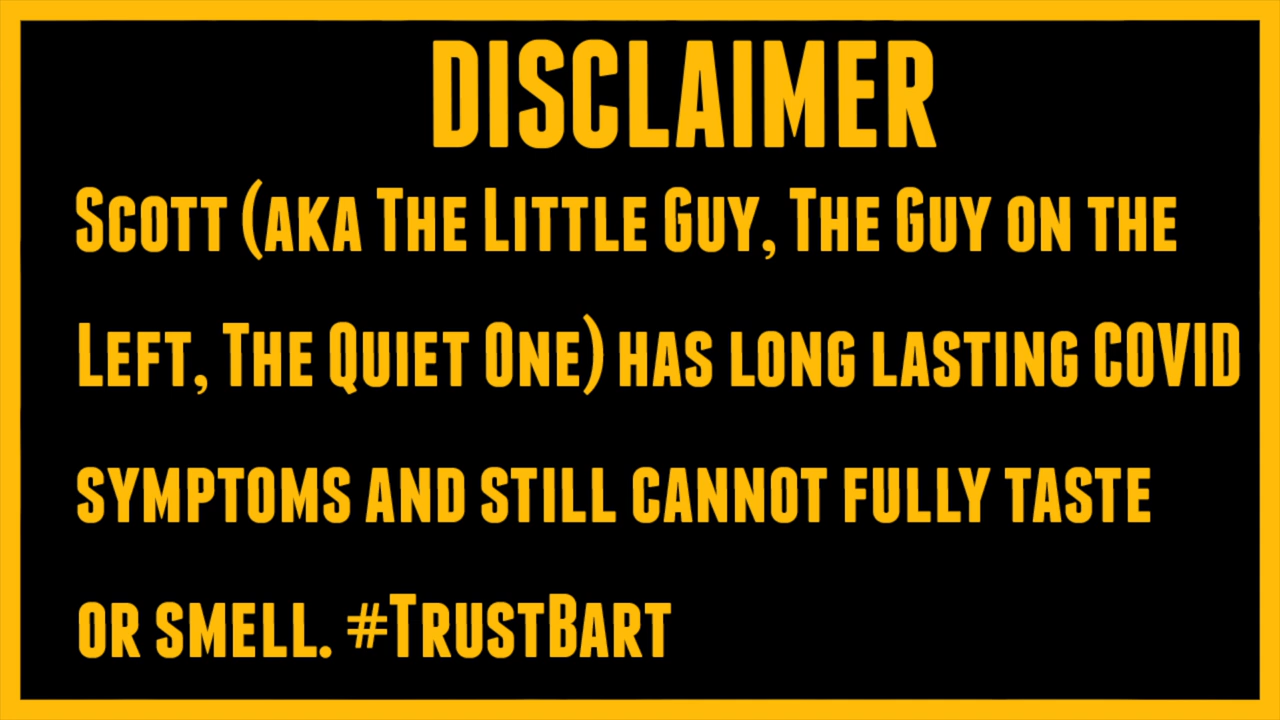 DISCLAIMER
Scott (aka The Little Guy, The Guy on the
Left, The Quiet One) has long lasting COVID
symptoms and still cannot fully taste
or smell. #TrustBart